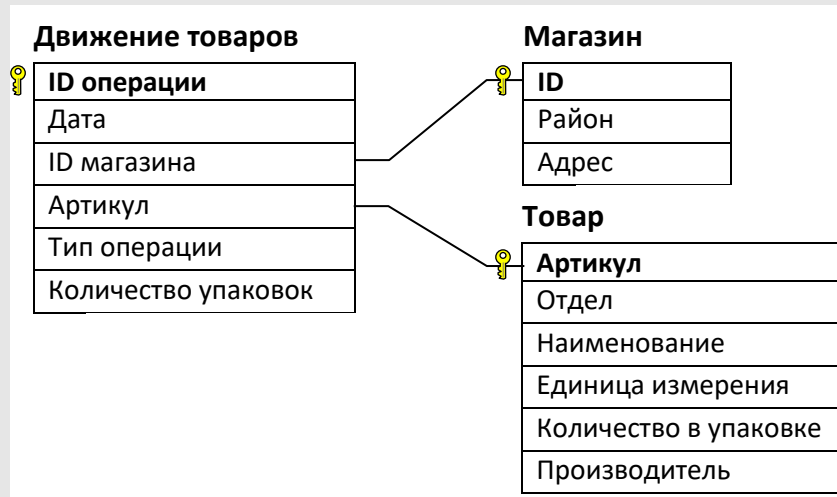 Движение товаров
ID операции
Дата
ID магазина
Артикул
Тип операции
Количество упаковок
Магазин
ID
Район
Адрес
Товар
Артикул
Отдел
Наименование
Единица измерения
Количество в упаковке
Производитель